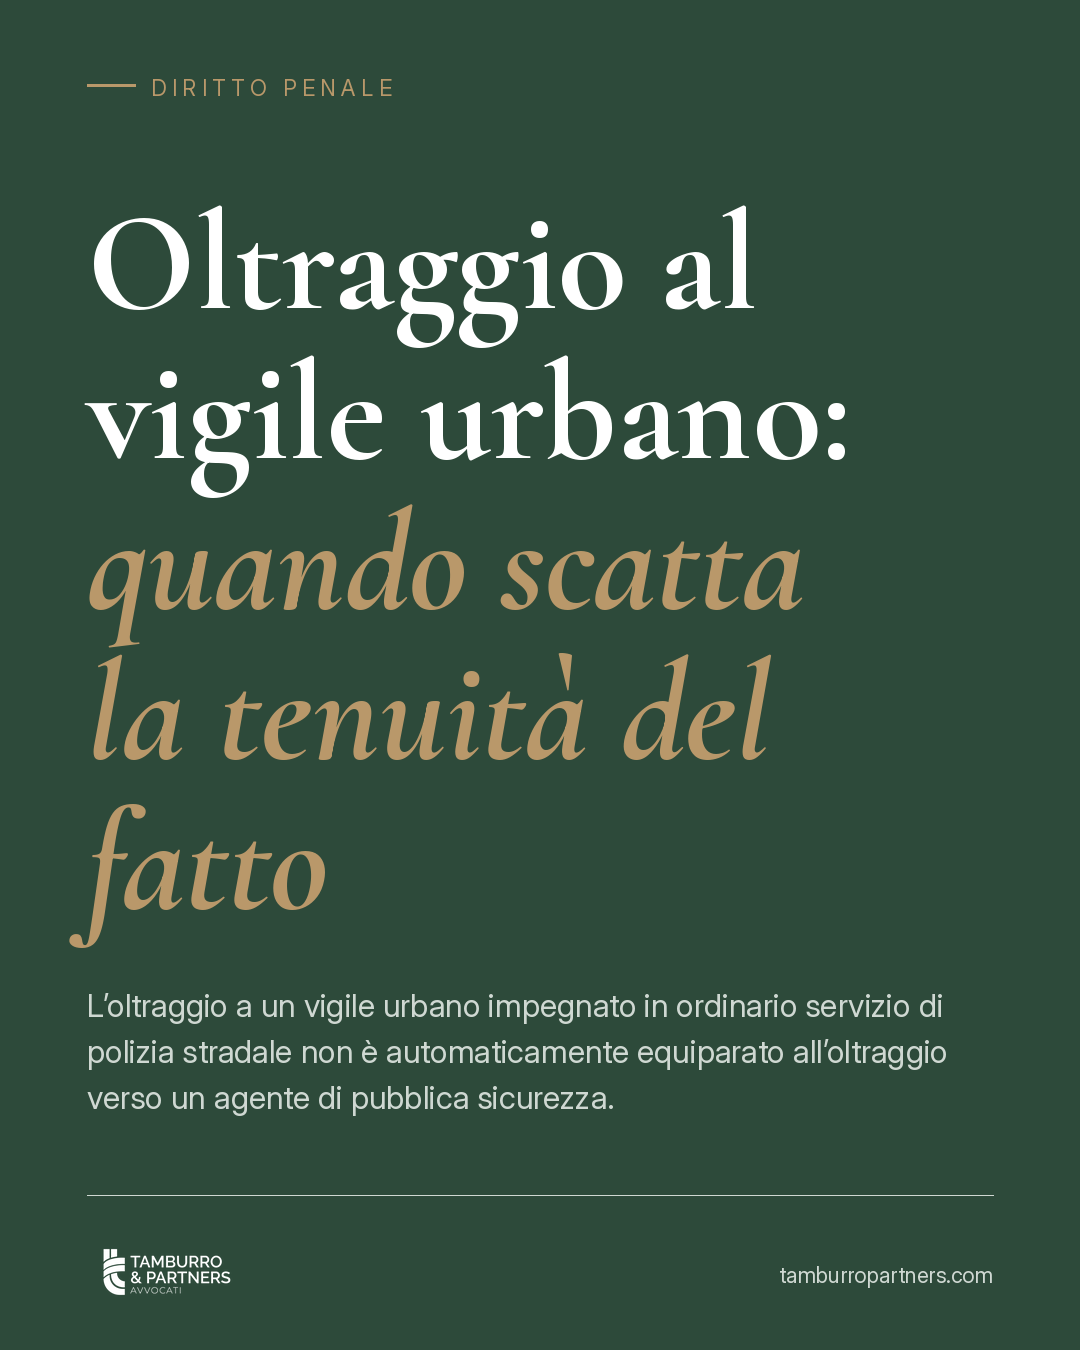 DIRITTO PENALE
Oltraggio al
vigile urbano:
quando scatta
la tenuità del
fatto
L’oltraggio a un vigile urbano impegnato in ordinario servizio di
polizia stradale non è automaticamente equiparato all’oltraggio
verso un agente di pubblica sicurezza.
TAMBURRO
& PARTNERS
AVVOCATI
tamburropartners.com